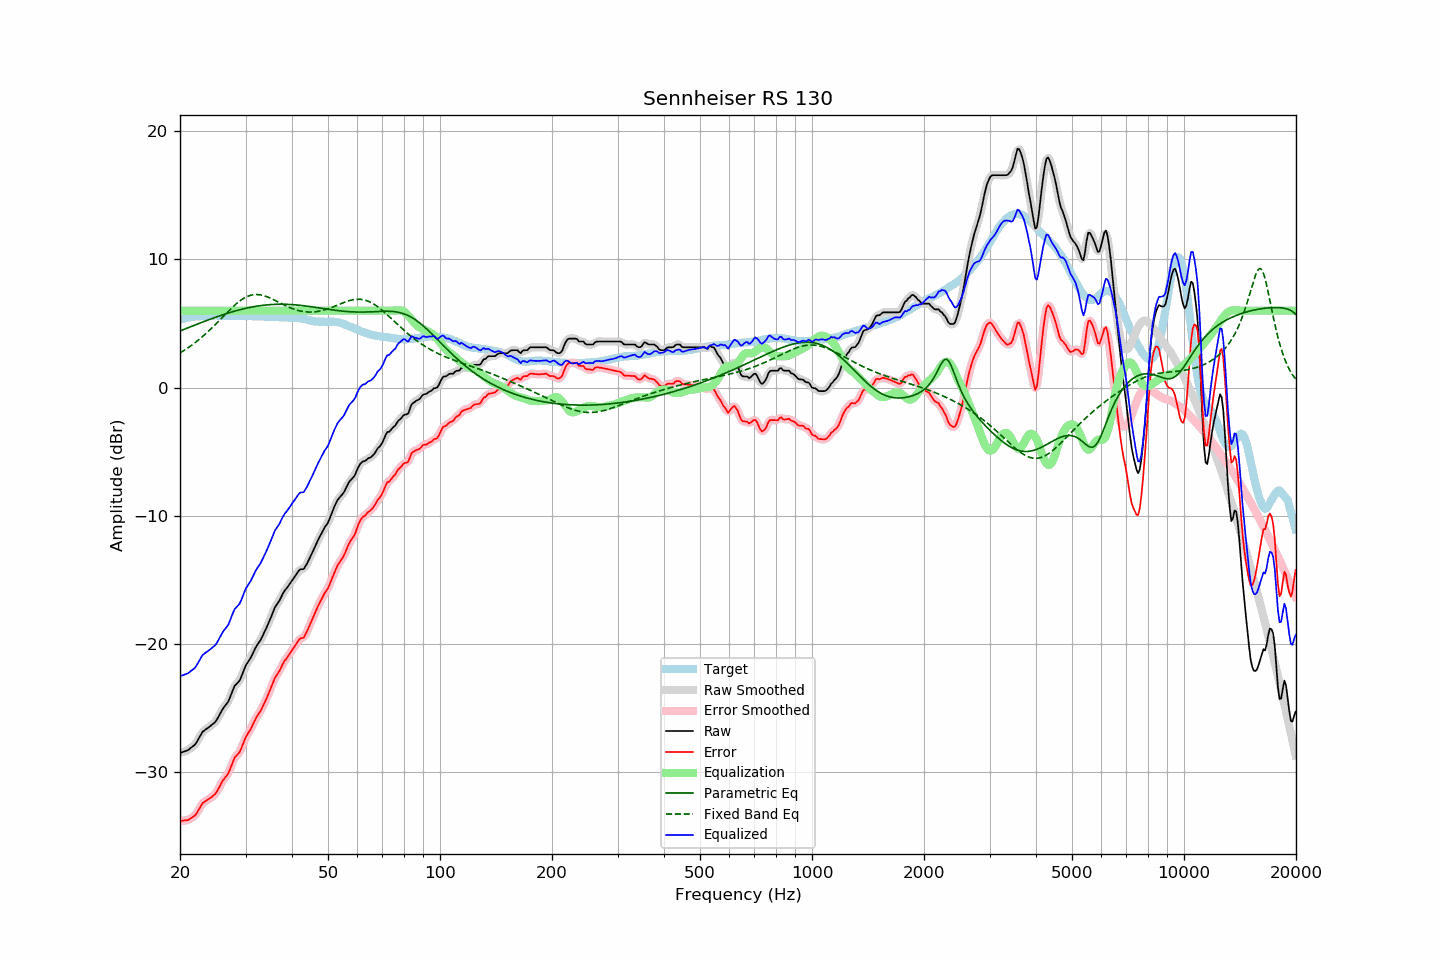 Sennheiser RS 130
20
10
0
−10
−20
−30
Amplitude (dBr)
Target
Raw Smoothed
Error Smoothed
Raw
Error
Equalization
Parametric Eq
Fixed Band Eq
Equalized
20 50 100 200 500 1000 2000 5000 10000 20000
Frequency (Hz)